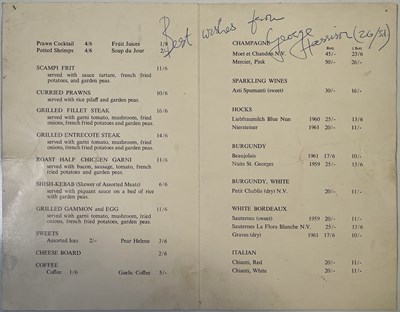 Best wishes from
George Harrison
Prawn Cocktail 4/6 Fruit Juices 1/6
Potted Shrimps 4/6 Soup du Jour 2/-
SCAMPI FRIT 11/6
served with sauce tartare, french fried
potatoes, and garden peas.
CURRIED PRAWNS 10/6
served with rice pilaff and garden peas.
GRILLED FILLET STEAK 16/6
served with garni tomato, mushroom, fried
onions, french fried potatoes and garden peas.
GRILLED ENTRECOTE STEAK 14/6
served with garni tomato, mushroom, fried
onions, french fried potatoes and garden peas.
ROAST HALF CHICKEN GARNI 11/6
served with bacon, sausage, tomato, french
fried potatoes and garden peas.
SHISH-KEBAB (Skewer of Assorted Meats) 6/6
served with piquant sauce on a bed of rice
with garden peas.
GRILLED GAMMON and EGG 11/6
served with garni tomato, mushrooms, fried
onions, french fried potatoes and garden peas.
SWEETS
Assorted Ices 2/- Pear Helene 3/6
CHEESE BOARD 2/6
COFFEE
Coffee 1/6 Gaelic Coffee 5/-
CHAMPAGNE
Moet et Chandon N.V. 45/- 23/6
Mercier, Pink 50/- 26/-
SPARKLING WINES
Asti Spumanti (sweet) 30/- 16/-
HOCKS
Liebfraumilch Blue Nun 1960 25/- 13/6
Niersteiner 1961 20/- 11/-
BURGUNDY
Beaujolais 1961 17/6 10/-
Nuits St. Georges 1959 25/- 13/6
BURGUNDY, WHITE
Petit Chablis (dry) N.V. 20/- 11/-
WHITE BORDEAUX
Sauternes (sweet) 1959 20/- 11/-
Sauternes La Flora Blanche N.V. 25/- 13/6
Graves (dry) 1961 17/6 10/-
ITALIAN
Chianti, Red 20/- 11/-
Chianti, White 20/- 11/-